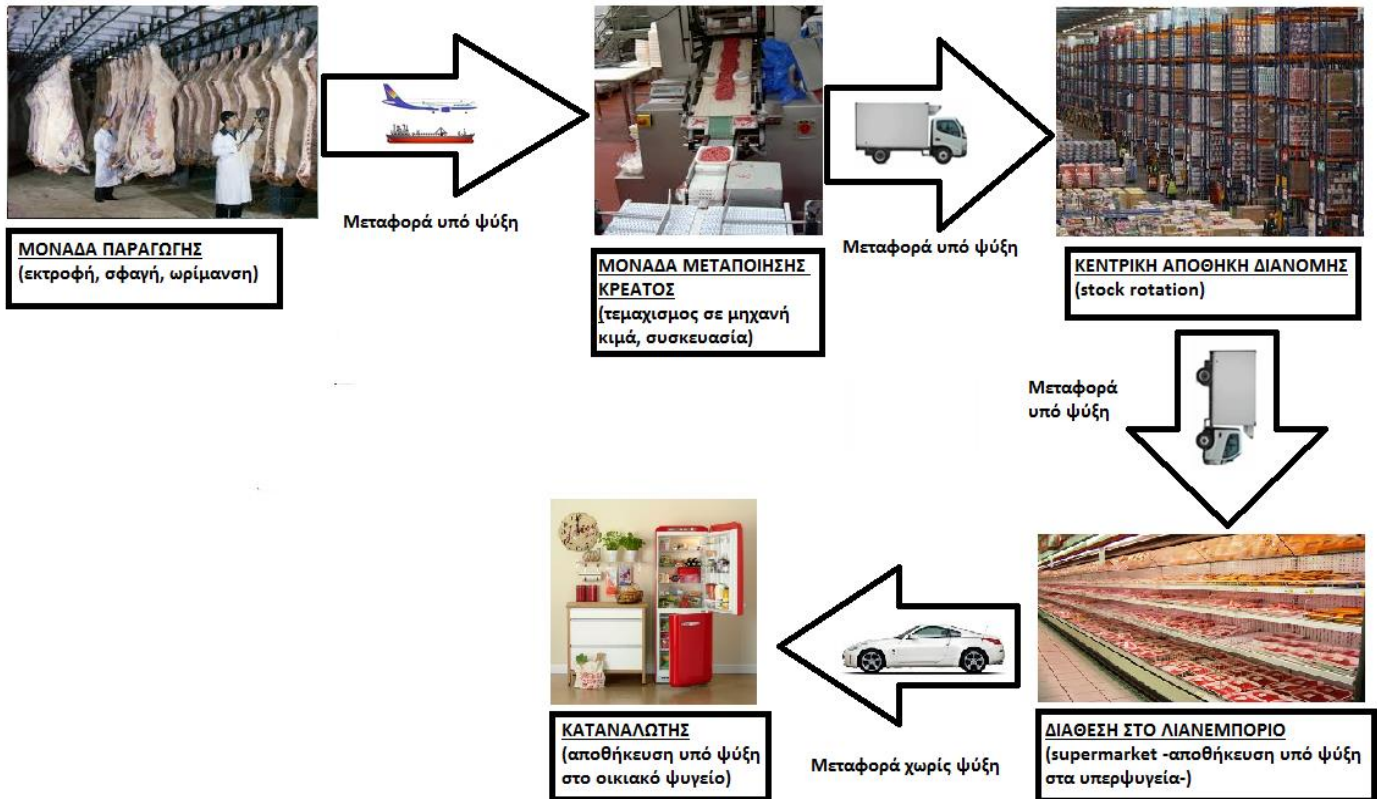 Μεταφορά υπό ψύξη
ΜΟΝΑΔΑ ΠΑΡΑΓΩΓΗΣ
(εκτροφή, σφαγή, ωρίμανση)
ΜΟΝΑΔΑ ΜΕΤΑΠΟΙΗΣΗΣ
ΚΡΕΑΤΟΣ
(τεμαχισμος σε μηχανή
κιμά, συσκευασία)
Μεταφορά υπό ψύξη
ΚΕΝΤΡΙΚΗ ΑΠΟΘΗΚΗ ΔΙΑΝΟΜΗΣ
(stock rotation)
Μεταφορά
υπό ψύξη
ΔΙΑΘΕΣΗ ΣΤΟ ΛΙΑΝΕΜΠΟΡΙΟ
(supermarket -αποθήκευση υπό ψύξη
στα υπερψυγεία-)
Μεταφορά χωρίς ψύξη
ΚΑΤΑΝΑΛΩΤΗΣ
(αποθήκευση υπό ψύξη
στο οικιακό ψυγείο)